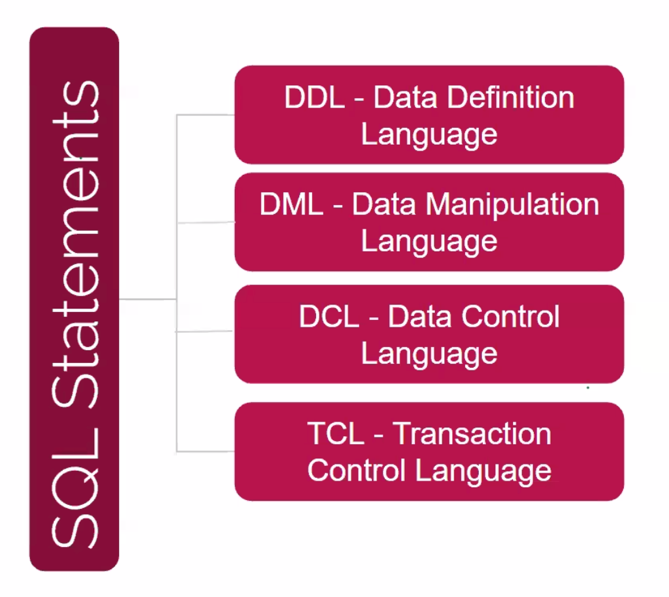 SQL Statements
DDL - Data Definition
Language
DML - Data Manipulation
Language
DCL - Data Control
Language
TCL - Transaction
Control Language